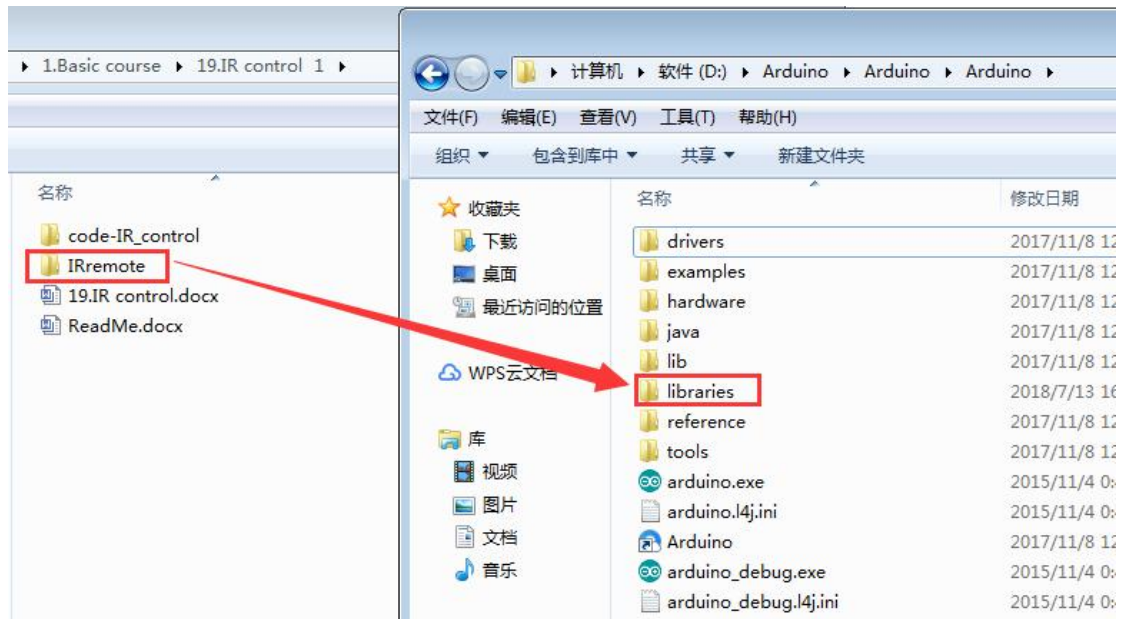 1.Basic course 19.IR control 1
名称
code-IR_control
IRremote
19.IR control.docx
ReadMe.docx
计算机 软件 (D:) Arduino Arduino Arduino
文件(F) 编辑(E) 查看(V) 工具(T) 帮助(H)
组织 包含到库中 共享 新建文件夹
收藏夹
下载
桌面
最近访问的位置
WPS云文档
库
视频
图片
文档
音乐
名称 修改日期
drivers 2017/11/8 12
examples 2017/11/8 12
hardware 2017/11/8 12
java 2017/11/8 12
lib 2017/11/8 12
libraries 2018/7/13 16
reference 2017/11/8 12
tools 2017/11/8 12
arduino.exe 2015/11/4 0:
arduino.l4j.ini 2015/11/4 0:
Arduino 2017/11/8 12
arduino_debug.exe 2015/11/4 0:
arduino_debug.l4j.ini 2015/11/4 0: